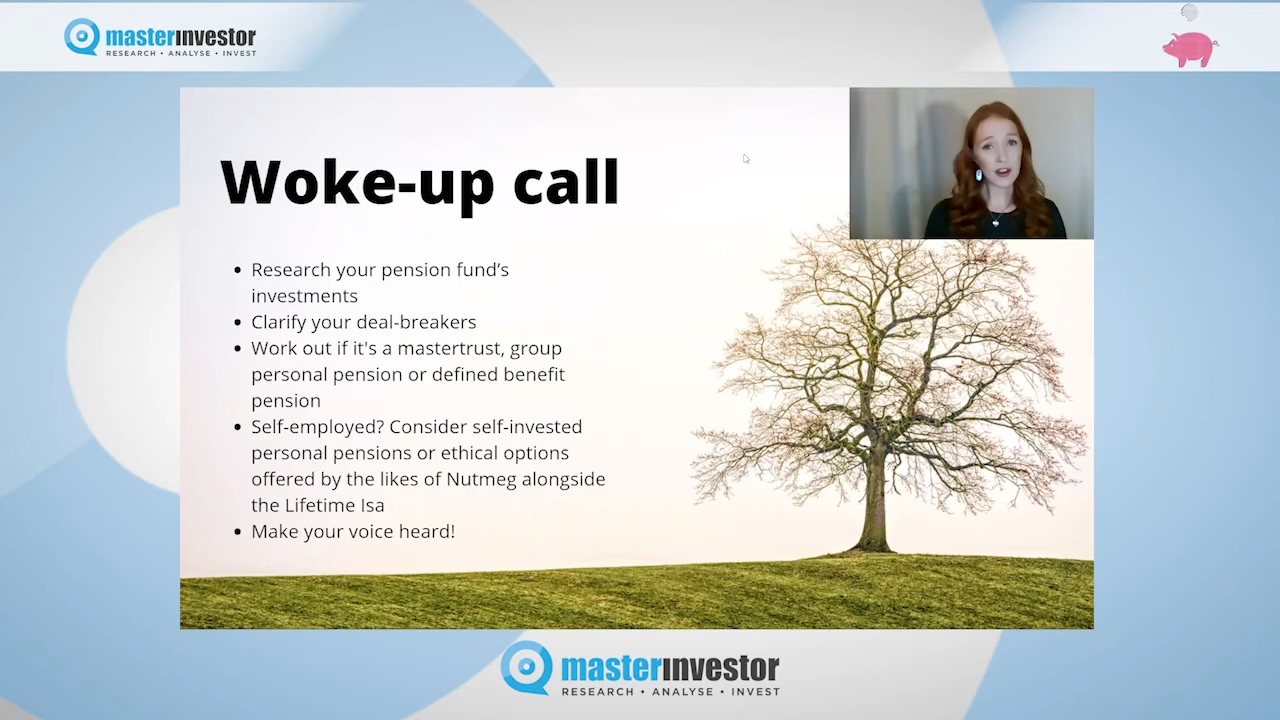 masterinvestor
RESEARCH • ANALYSE • INVEST
Woke-up call
• Research your pension fund’s
investments
• Clarify your deal-breakers
• Work out if it's a mastertrust, group
personal pension or defined benefit
pension
• Self-employed? Consider self-invested
personal pensions or ethical options
offered by the likes of Nutmeg alongside
the Lifetime Isa
• Make your voice heard!
masterinvestor
RESEARCH • ANALYSE • INVEST